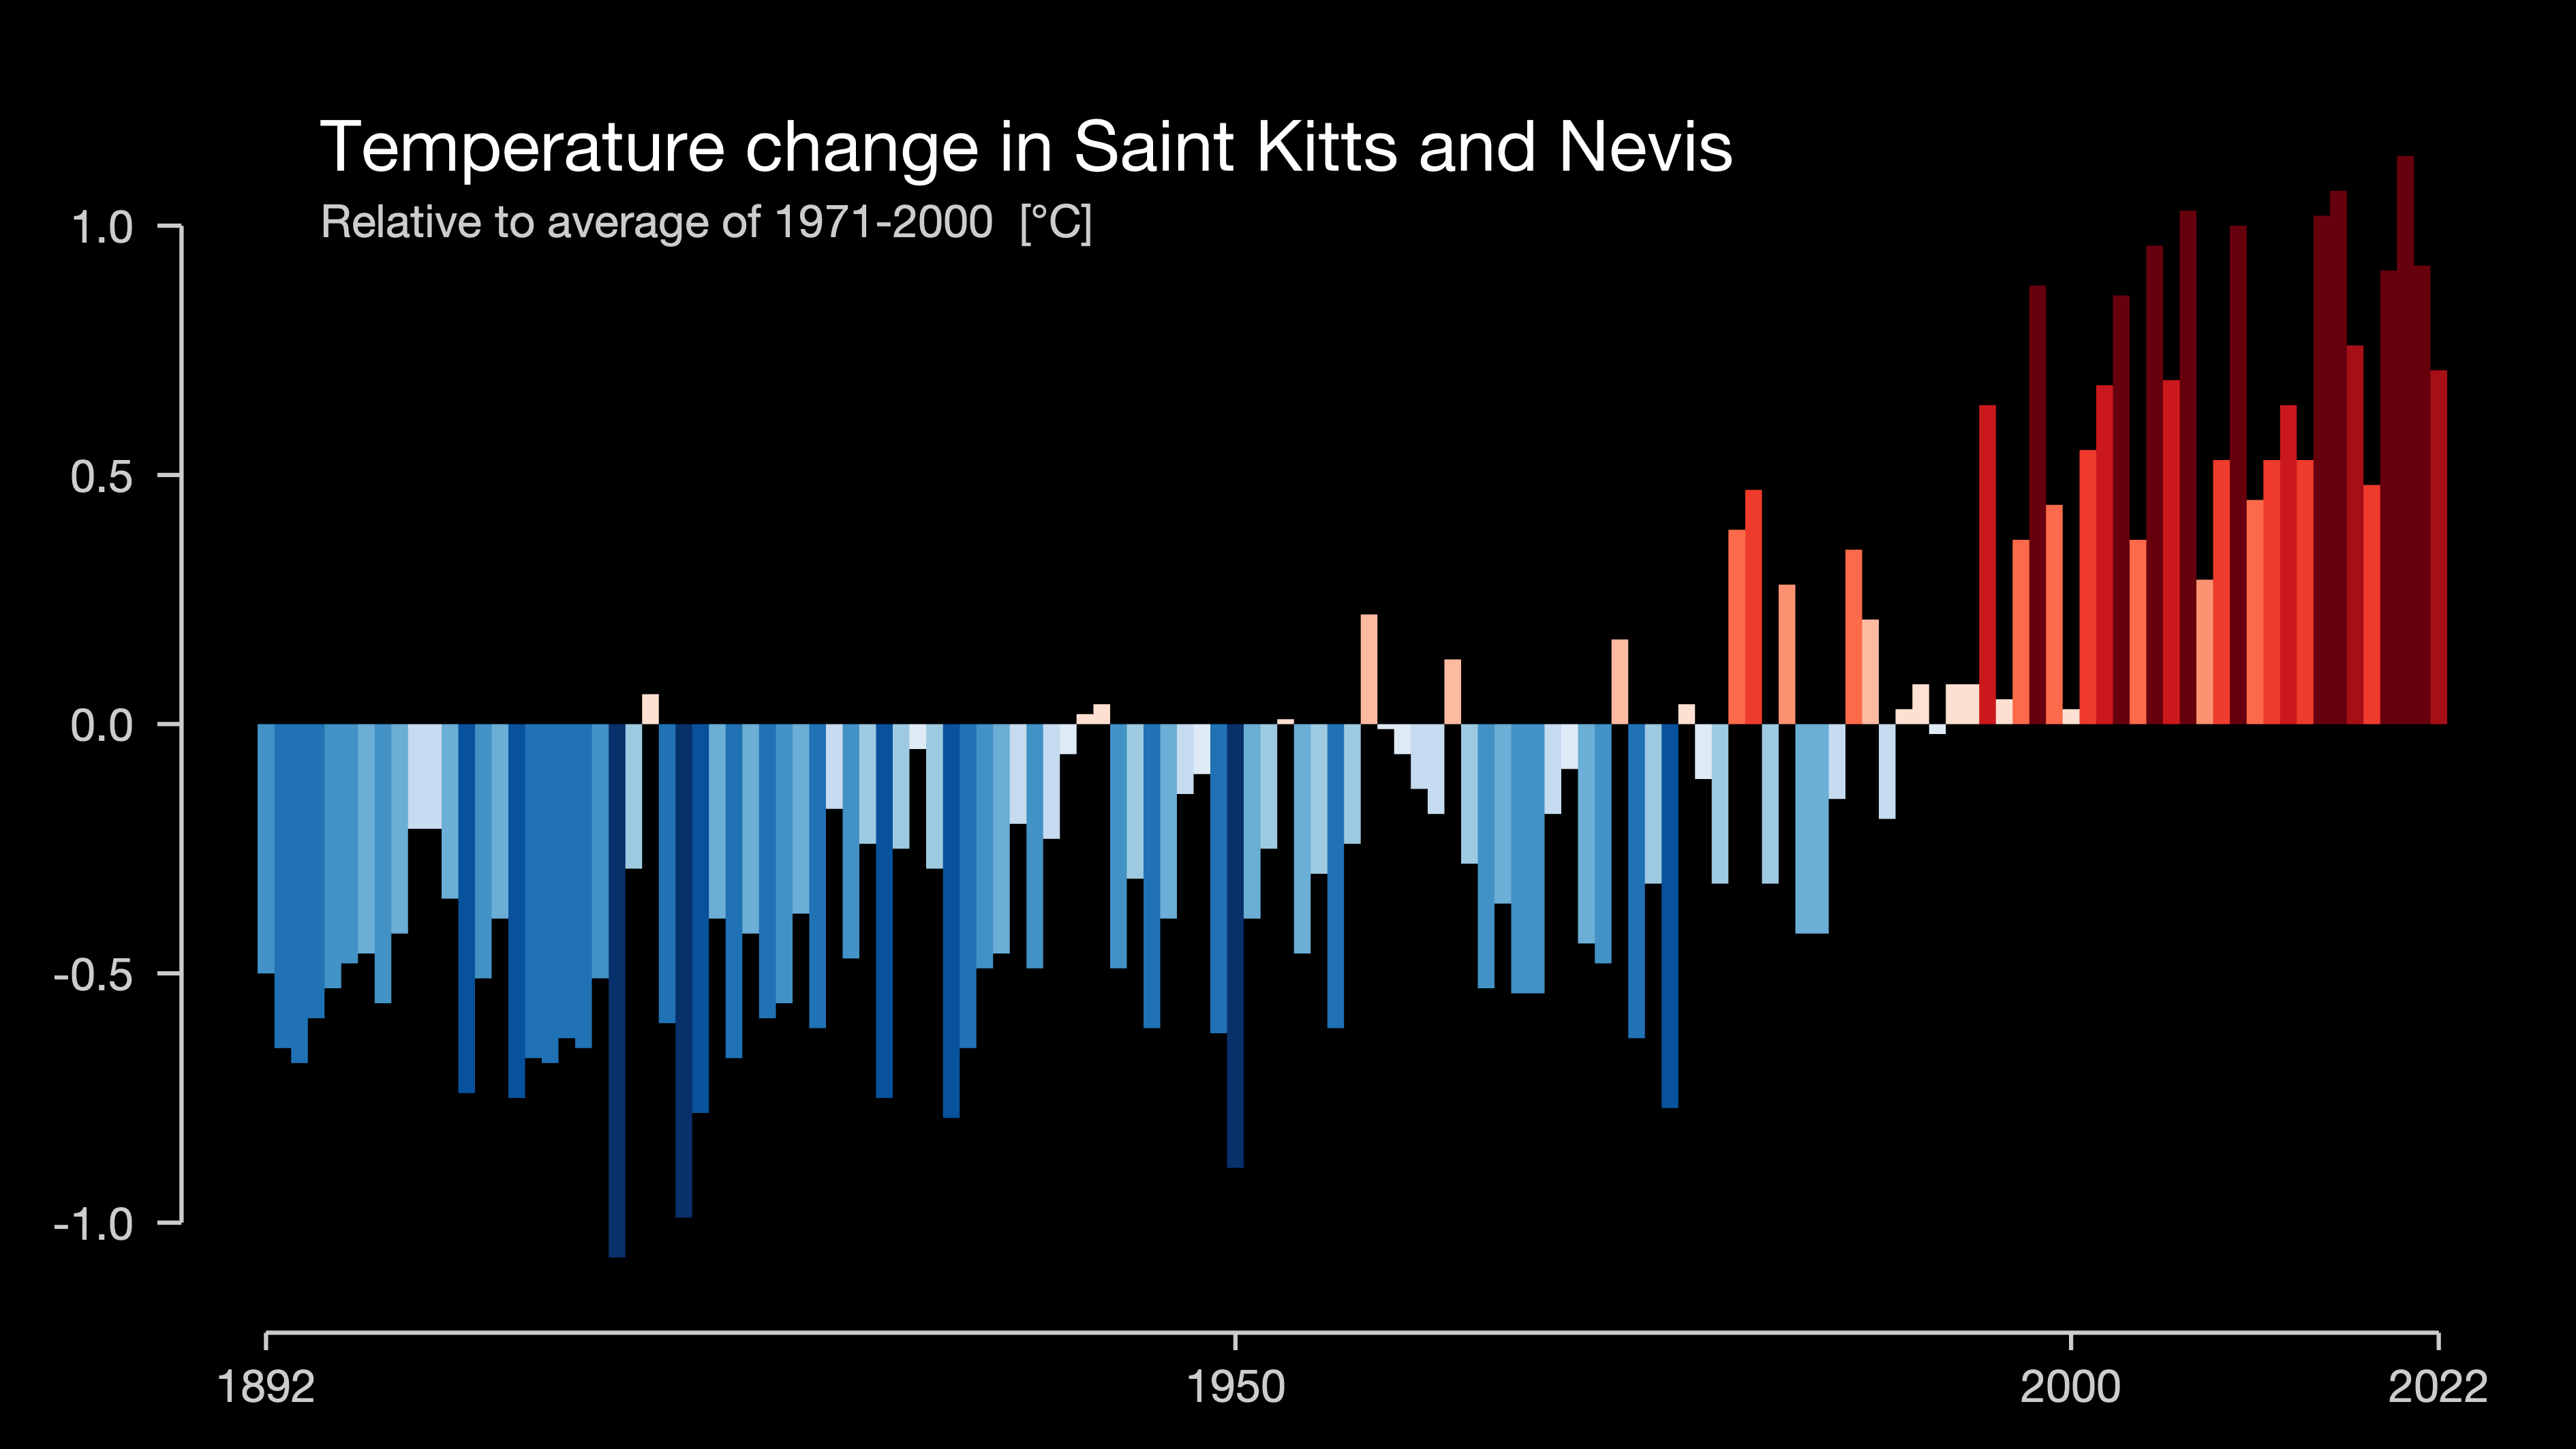 Temperature change in Saint Kitts and Nevis
Relative to average of 1971-2000 [°C]
1.0
0.5
0.0
-0.5
-1.0
1892 1950 2000 2022